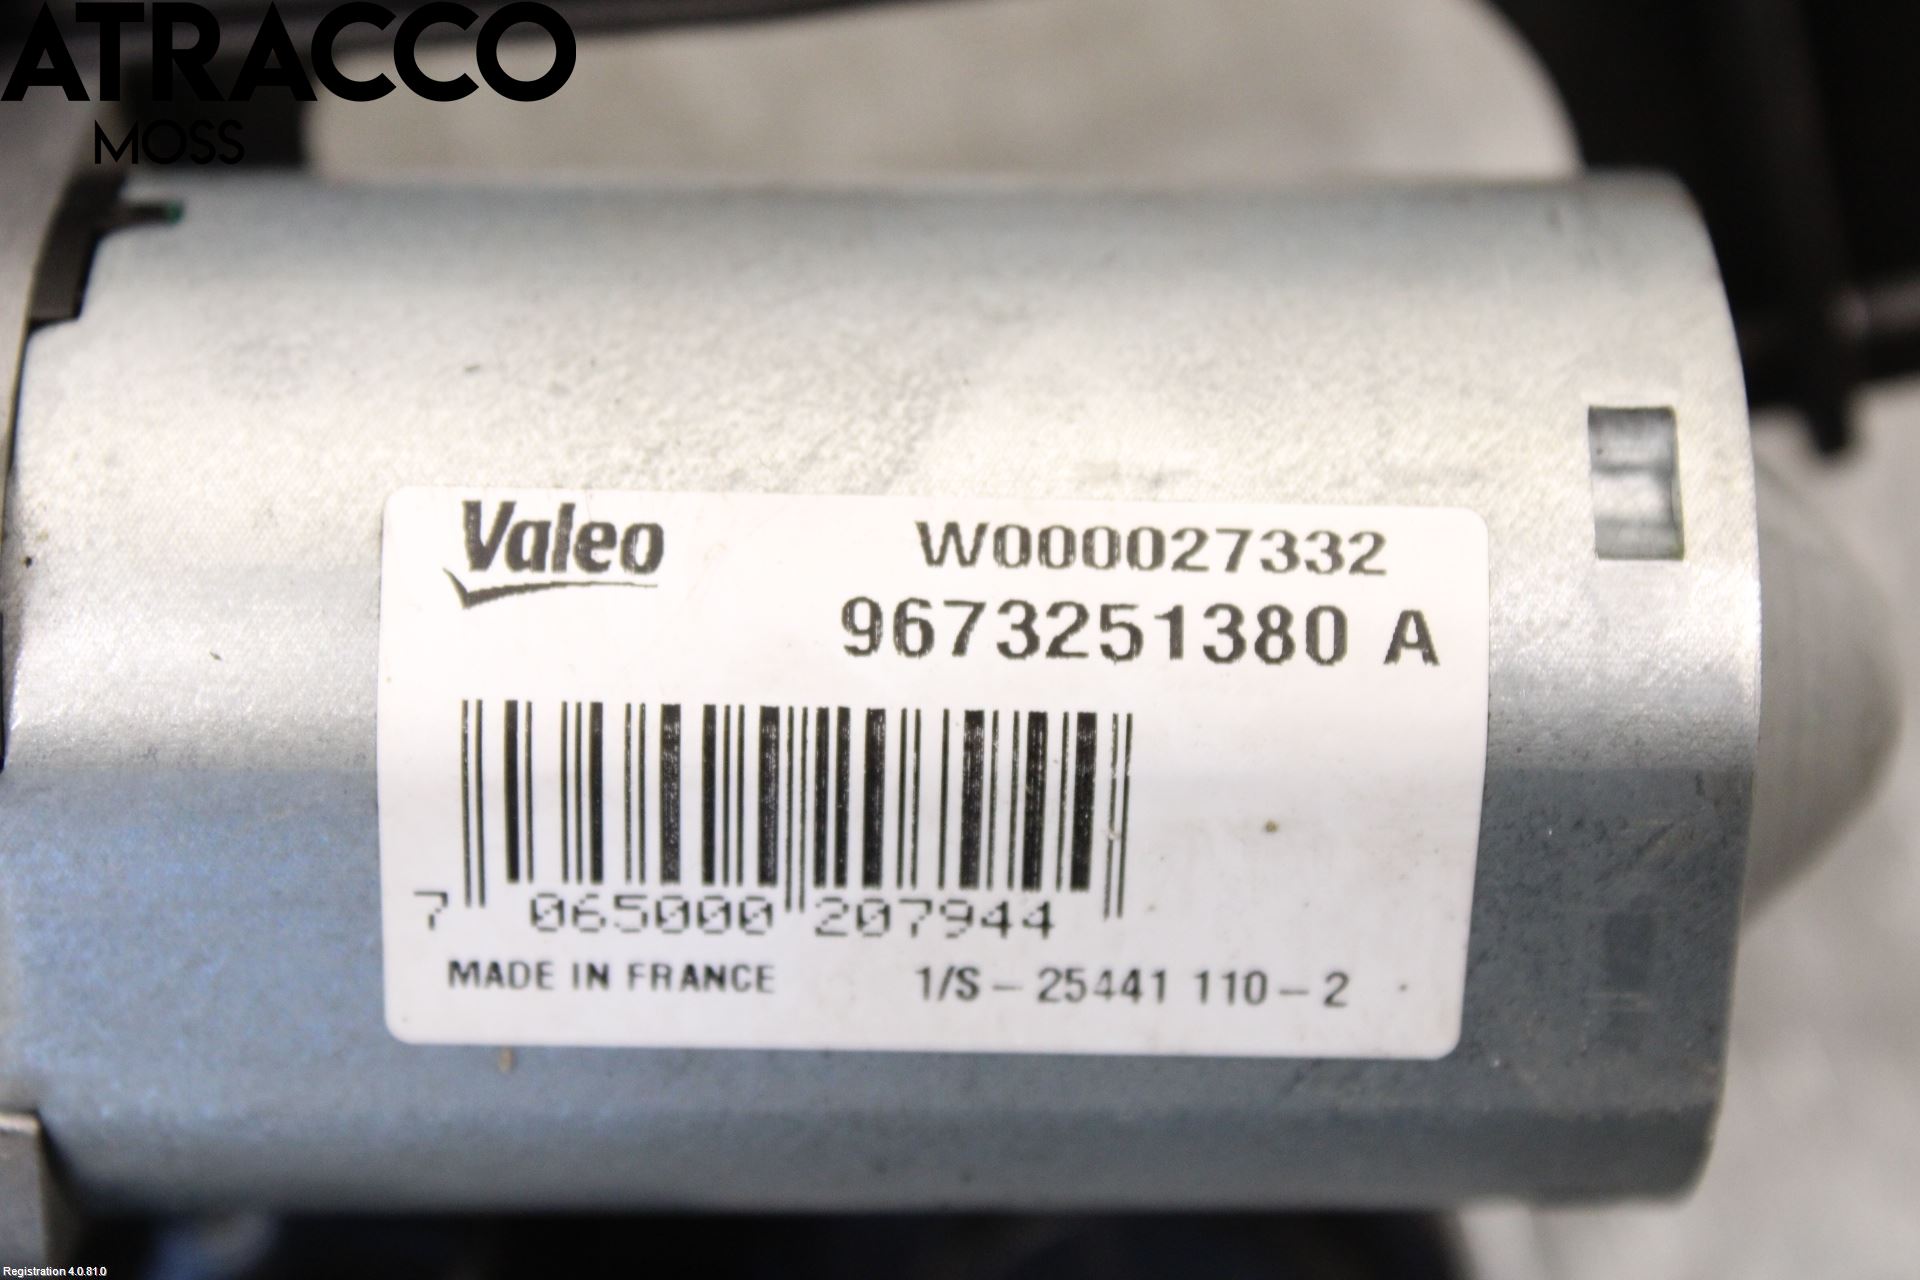 ATRACCO
MOSS
Valeo
W000027332
9673251380 A
7 065000 207944
MADE IN FRANCE
1/S - 25441 110 - 2
Registration 4.0.81.0